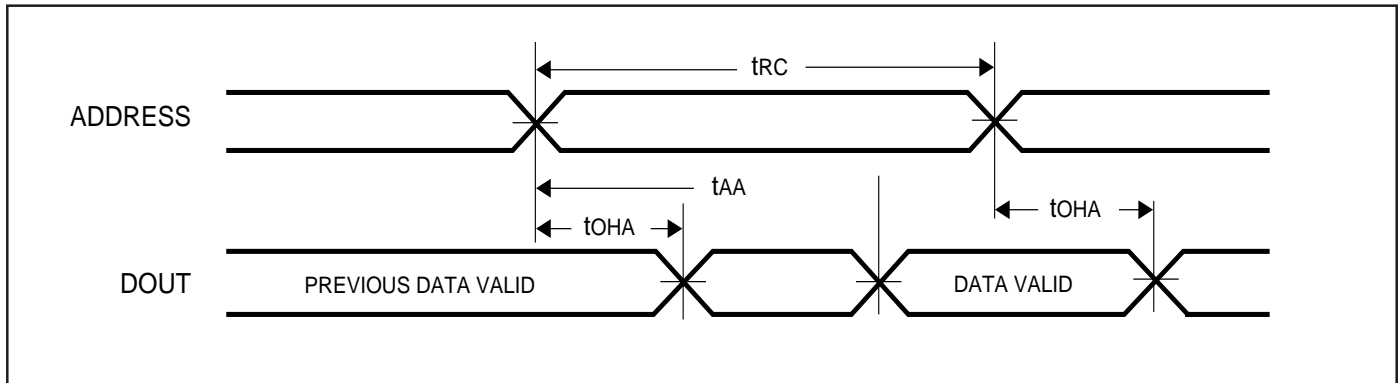 tRC
ADDRESS
tAA
tOHA
tOHA
DOUT
PREVIOUS DATA VALID
DATA VALID